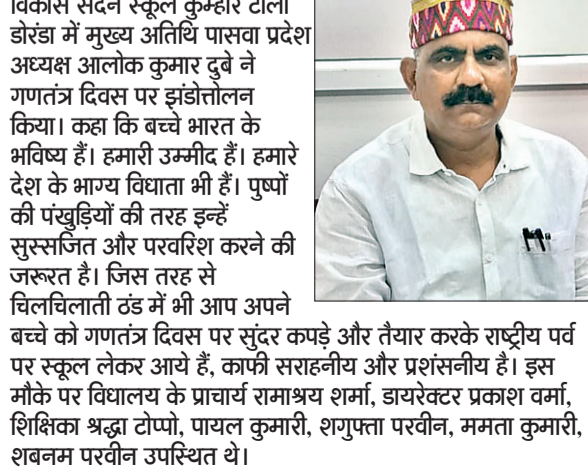 विकास सदन स्कूल कुम्हार टोली
डोरंडा में मुख्य अतिथि पासवा प्रदेश
अध्यक्ष आलोक कुमार दुबे ने
गणतंत्र दिवस पर झंडोत्तोलन
किया। कहा कि बच्चे भारत के
भविष्य हैं। हमारी उम्मीद हैं। हमारे
देश के भाग्य विधाता भी हैं। पुष्पों
की पंखुड़ियों की तरह इन्हें
सुस्सजित और परवरिश करने की
जरूरत है। जिस तरह से
चिलचिलाती ठंड में भी आप अपने
बच्चे को गणतंत्र दिवस पर सुंदर कपड़े और तैयार करके राष्ट्रीय पर्व
पर स्कूल लेकर आये हैं, काफी सराहनीय और प्रशंसनीय है। इस
मौके पर विधालय के प्राचार्य रामाश्रय शर्मा, डायरेक्टर प्रकाश वर्मा,
शिक्षिका श्रद्धा टोप्पो, पायल कुमारी, शगुफ्ता परवीन, ममता कुमारी,
शबनम परवीन उपस्थित थे।